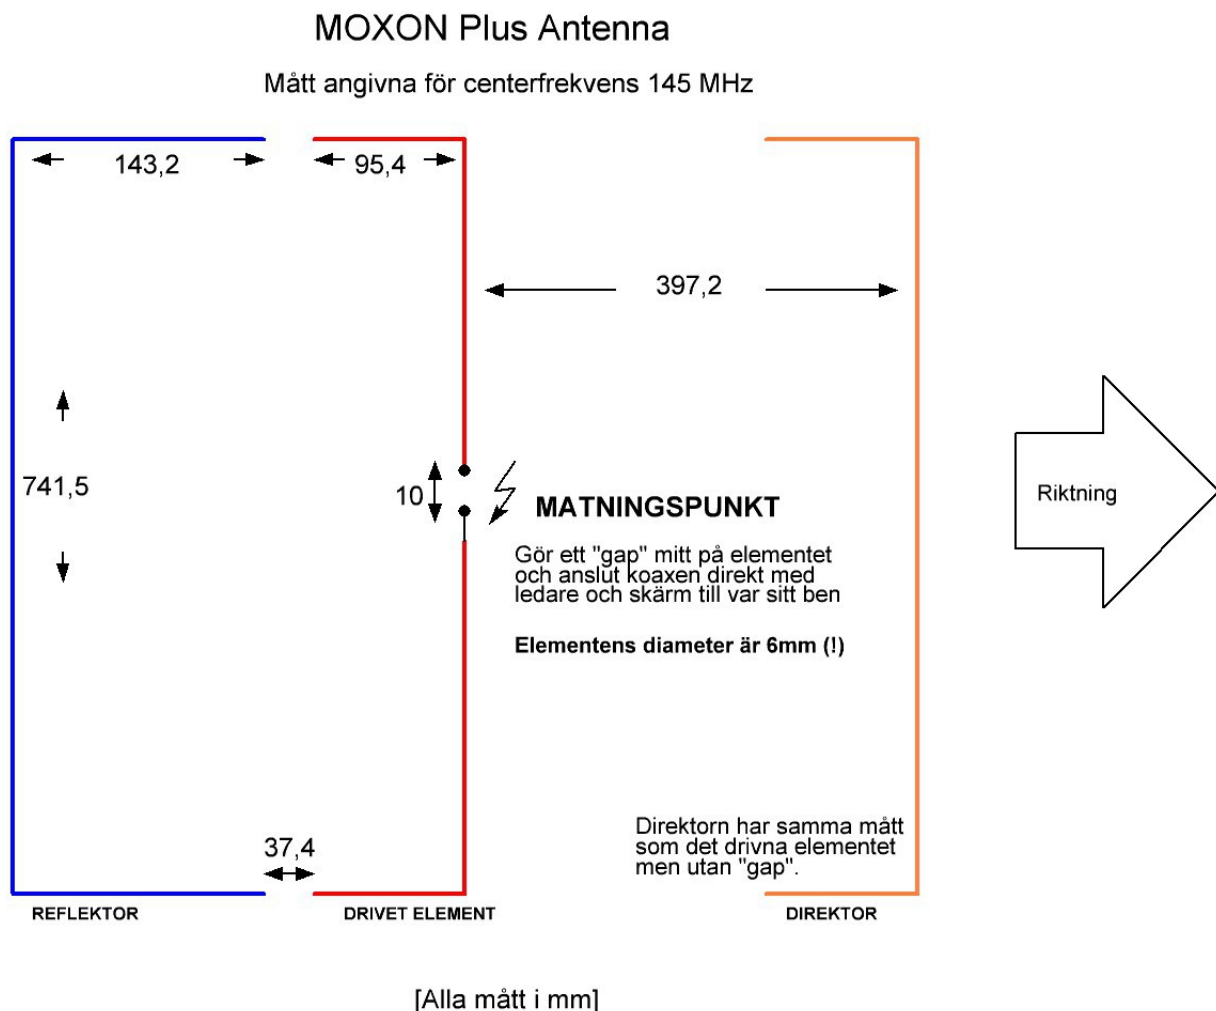 MOXON Plus Antenna
Mått angivna för centerfrekvens 145 MHz
143,2
95,4
397,2
741,5
10
MATNINGSPUNKT
Gör ett "gap" mitt på elementet
och anslut koaxen direkt med
ledare och skärm till var sitt ben
Elementens diameter är 6mm (!)
Riktning
Direktorn har samma mått
som det drivna elementet
men utan "gap".
37,4
REFLEKTOR
DRIVET ELEMENT
DIREKTOR
[Alla mått i mm]